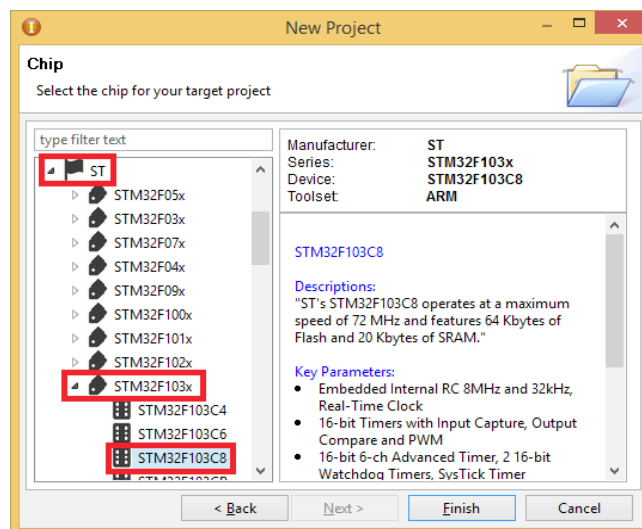 New Project
Chip
Select the chip for your target project
type filter text
ST
STM32F05x
STM32F03x
STM32F07x
STM32F04x
STM32F09x
STM32F100x
STM32F101x
STM32F102x
STM32F103x
STM32F103C4
STM32F103C6
STM32F103C8
Manufacturer: ST
Series: STM32F103x
Device: STM32F103C8
Toolset: ARM
STM32F103C8
Descriptions:
"ST's STM32F103C8 operates at a maximum
speed of 72 MHz and features 64 Kbytes of
Flash and 20 Kbytes of SRAM."
Key Parameters:
• Embedded Internal RC 8MHz and 32kHz,
Real-Time Clock
• 16-bit Timers with Input Capture, Output
Compare and PWM
• 16-bit 6-ch Advanced Timer, 2 16-bit
Watchdog Timers, SysTick Timer
< Back
Next >
Finish
Cancel